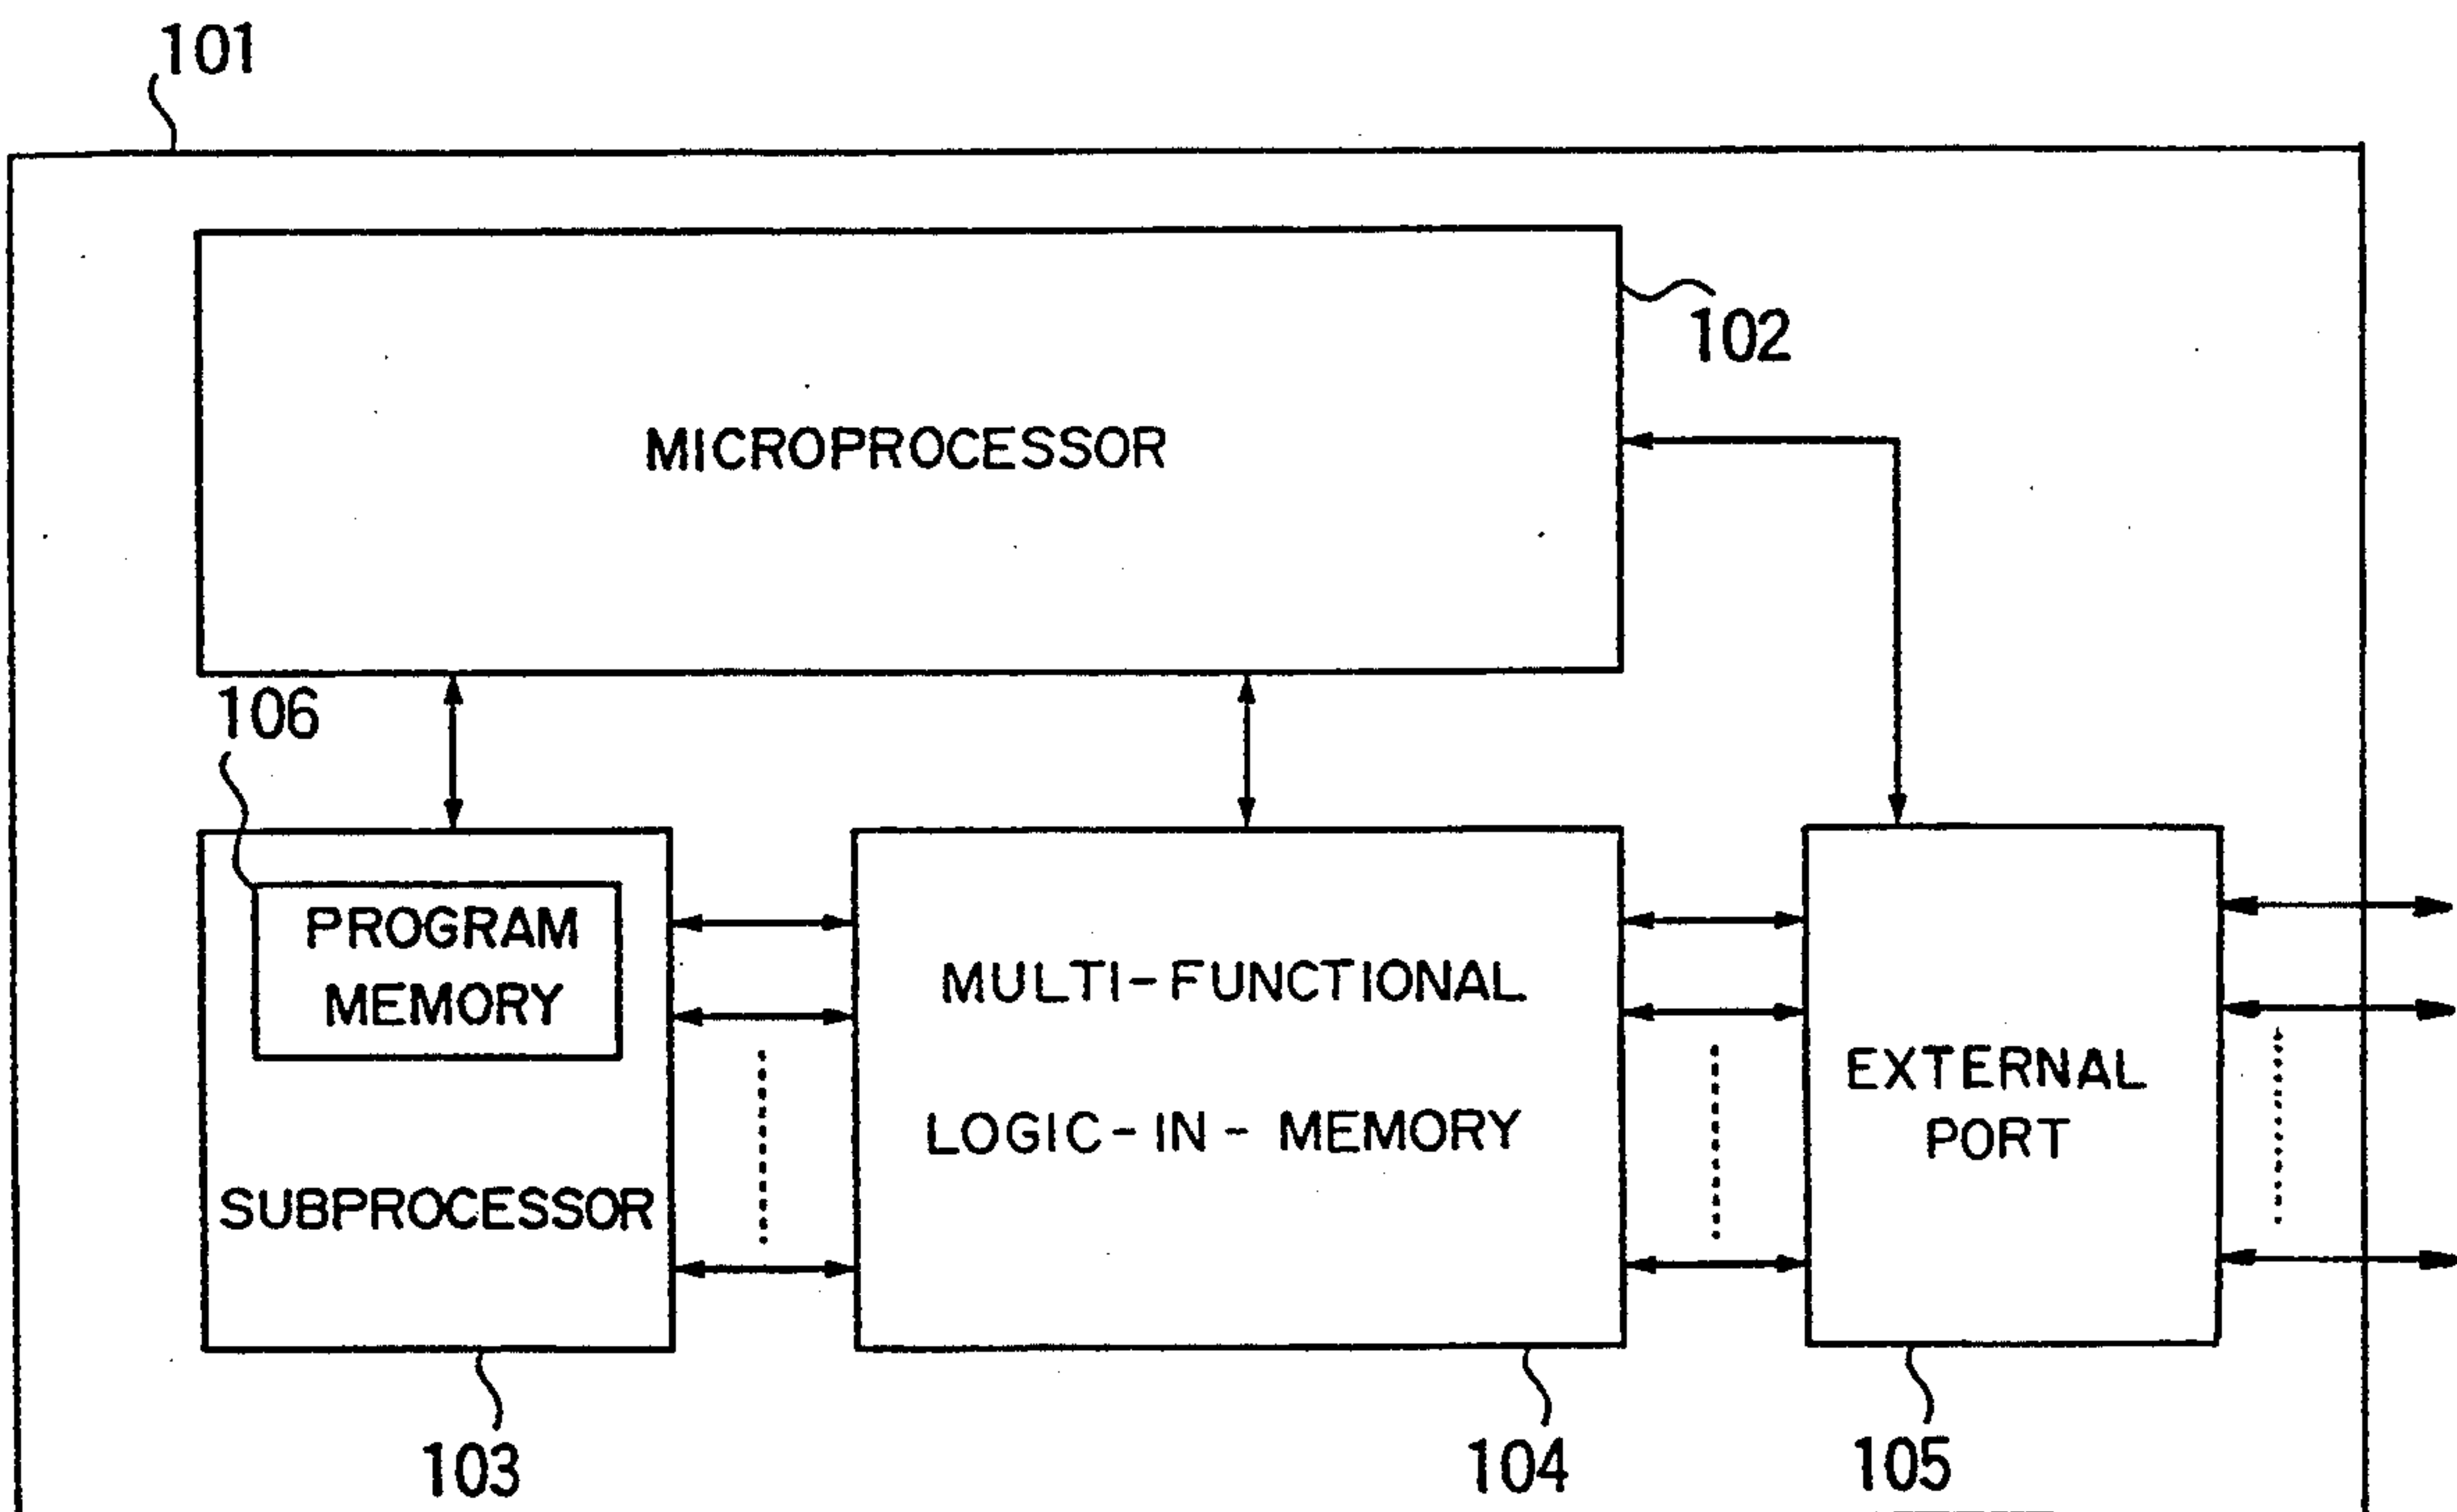 101
102
MICROPROCESSOR
106
PROGRAM
MEMORY
SUBPROCESSOR
MULTI-FUNCTIONAL
LOGIC-IN-MEMORY
EXTERNAL
PORT
103
104
105